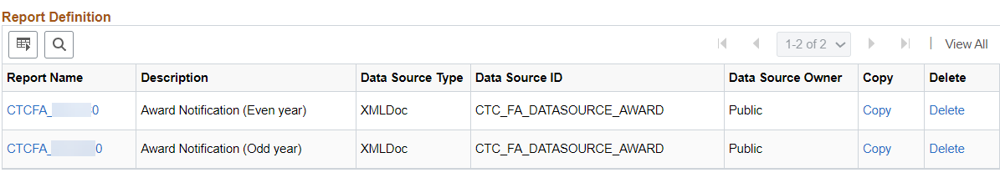 Report Definition
1-2 of 2 | View All
Report Name Description Data Source Type Data Source ID Data Source Owner Copy Delete
CTCFA_ 0 Award Notification (Even year) XMLDoc CTC_FA_DATASOURCE_AWARD Public Copy Delete
CTCFA_ 0 Award Notification (Odd year) XMLDoc CTC_FA_DATASOURCE_AWARD Public Copy Delete